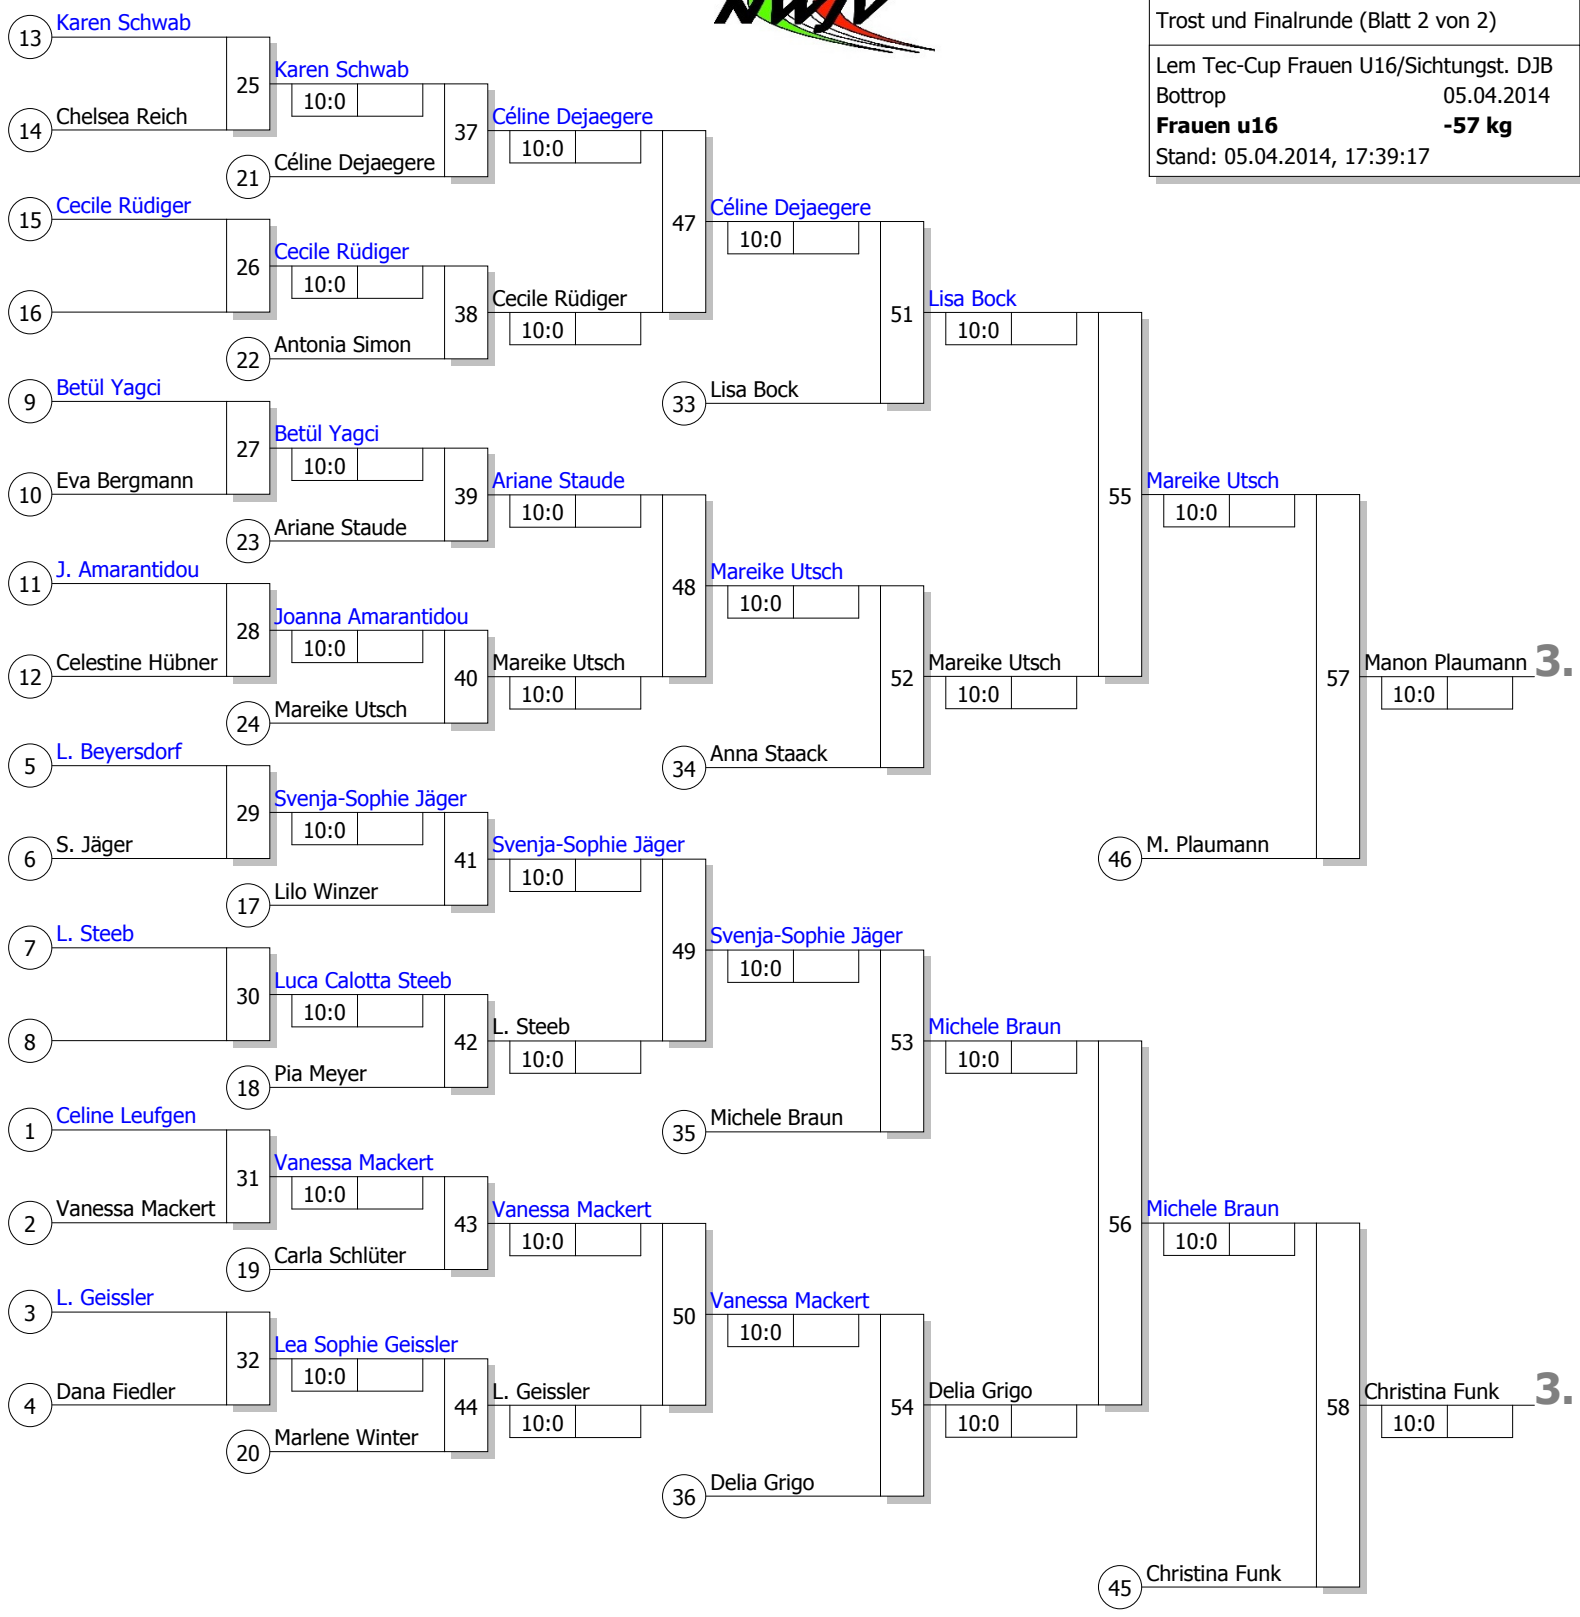 NWJV
Trost und Finalrunde (Blatt 2 von 2)
Lem Tec-Cup Frauen U16/Sichtungst. DJB
Bottrop 05.04.2014
Frauen u16 -57 kg
Stand: 05.04.2014, 17:39:17
13 Karen Schwab
25 Karen Schwab
10:0
14 Chelsea Reich
37 Céline Dejaegere
10:0
21 Céline Dejaegere
15 Cecile Rüdiger
47 Céline Dejaegere
10:0
26 Cecile Rüdiger
10:0
16
38 Cecile Rüdiger
10:0
22 Antonia Simon
51 Lisa Bock
10:0
9 Betül Yagci
33 Lisa Bock
27 Betül Yagci
10:0
10 Eva Bergmann
39 Ariane Staude
10:0
55 Mareike Utsch
10:0
23 Ariane Staude
11 J. Amarantidou
48 Mareike Utsch
10:0
28 Joanna Amarantidou
10:0
12 Celestine Hübner
40 Mareike Utsch
10:0
52 Mareike Utsch
10:0
57 Manon Plaumann 3.
10:0
24 Mareike Utsch
5 L. Beyersdorf
34 Anna Staack
29 Svenja-Sophie Jäger
10:0
6 S. Jäger
41 Svenja-Sophie Jäger
10:0
46 M. Plaumann
17 Lilo Winzer
7 L. Steeb
49 Svenja-Sophie Jäger
10:0
30 Luca Calotta Steeb
10:0
8
42 L. Steeb
10:0
53 Michele Braun
10:0
18 Pia Meyer
1 Celine Leufgen
35 Michele Braun
31 Vanessa Mackert
10:0
2 Vanessa Mackert
43 Vanessa Mackert
10:0
56 Michele Braun
10:0
19 Carla Schlüter
3 L. Geissler
50 Vanessa Mackert
10:0
32 Lea Sophie Geissler
10:0
4 Dana Fiedler
44 L. Geissler
10:0
54 Delia Grigo
10:0
58 Christina Funk 3.
10:0
20 Marlene Winter
36 Delia Grigo
45 Christina Funk